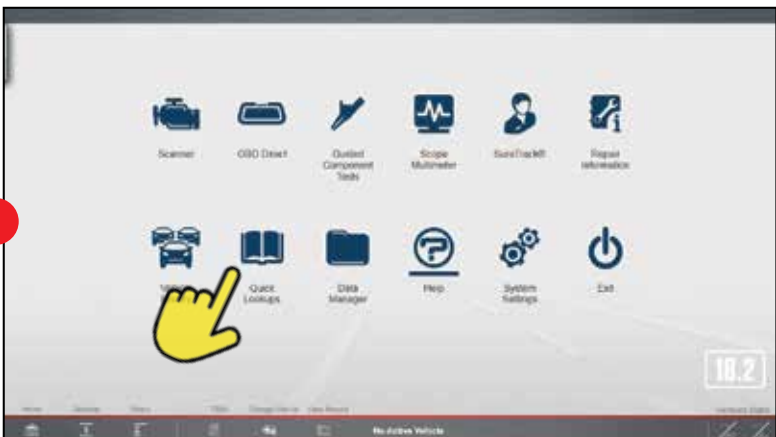 Scanner
OBD Direct
Guided
Component
Tests
Scope
Multimeter
SureTrack®
Repair
Information
Quick
Lookups
Data
Manager
Help
System
Settings
Exit
18.2
Home
No Active Vehicle